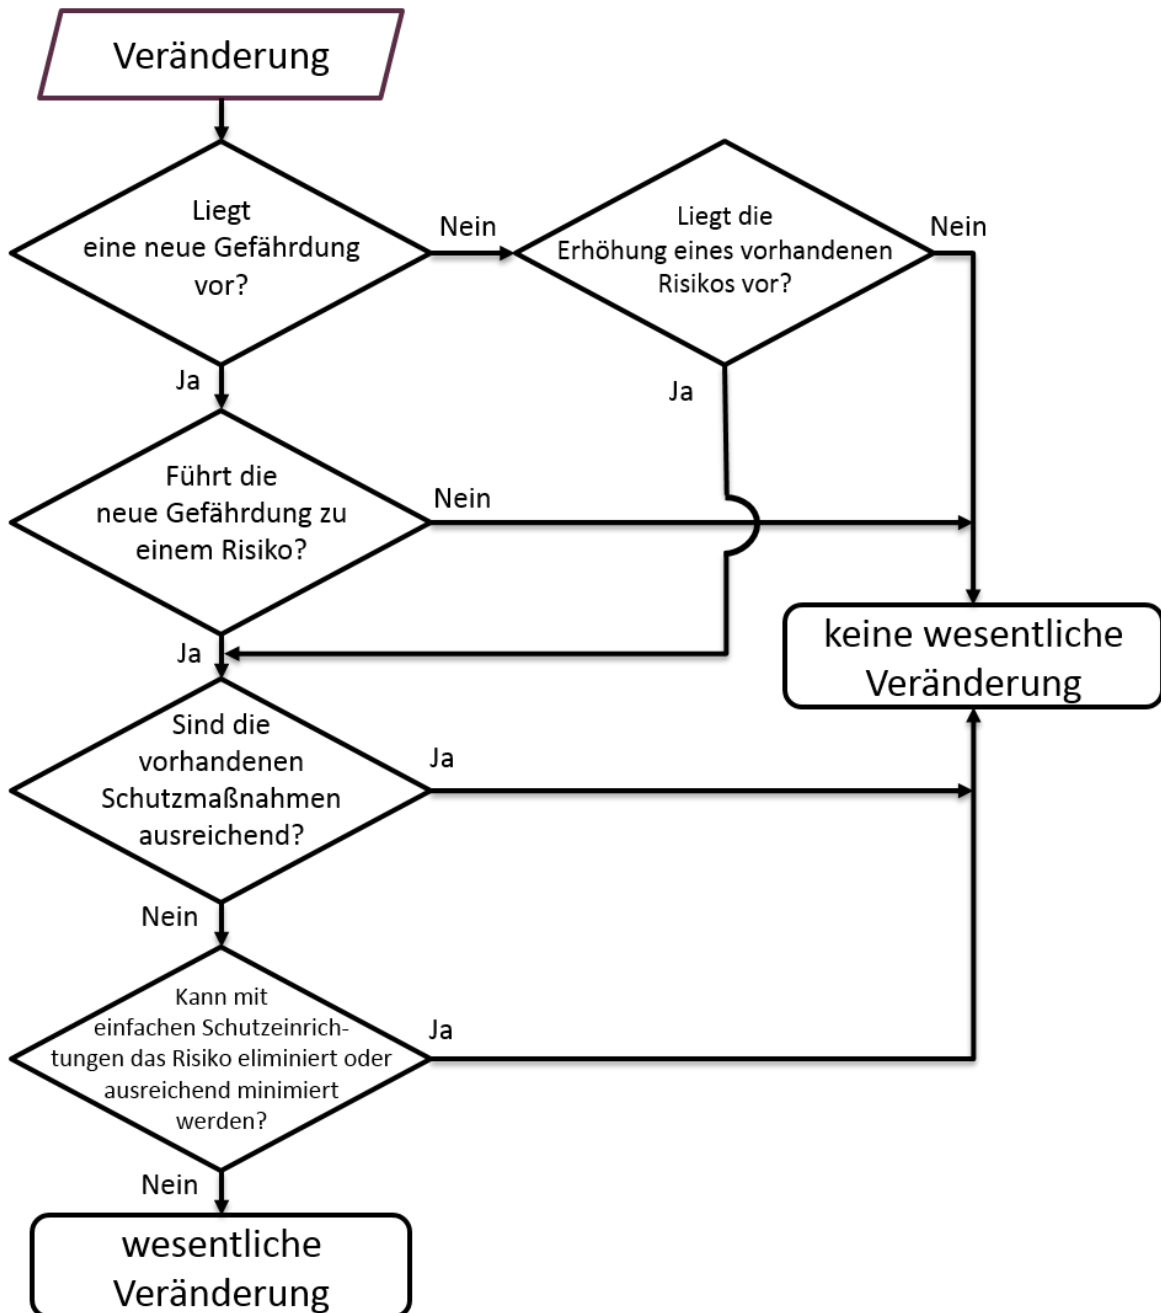 Veränderung
Liegt
eine neue Gefährdung
vor?
Nein
Liegt die
Erhöhung eines vorhandenen
Risikos vor?
Nein
Ja
Ja
Führt die
neue Gefährdung zu
einem Risiko?
Nein
Ja
keine wesentliche
Veränderung
Sind die
vorhandenen
Schutzmaßnahmen
ausreichend?
Ja
Nein
Kann mit
einfachen Schutzeinrich-
tungen das Risiko eliminiert oder
ausreichend minimiert
werden?
Ja
Nein
wesentliche
Veränderung